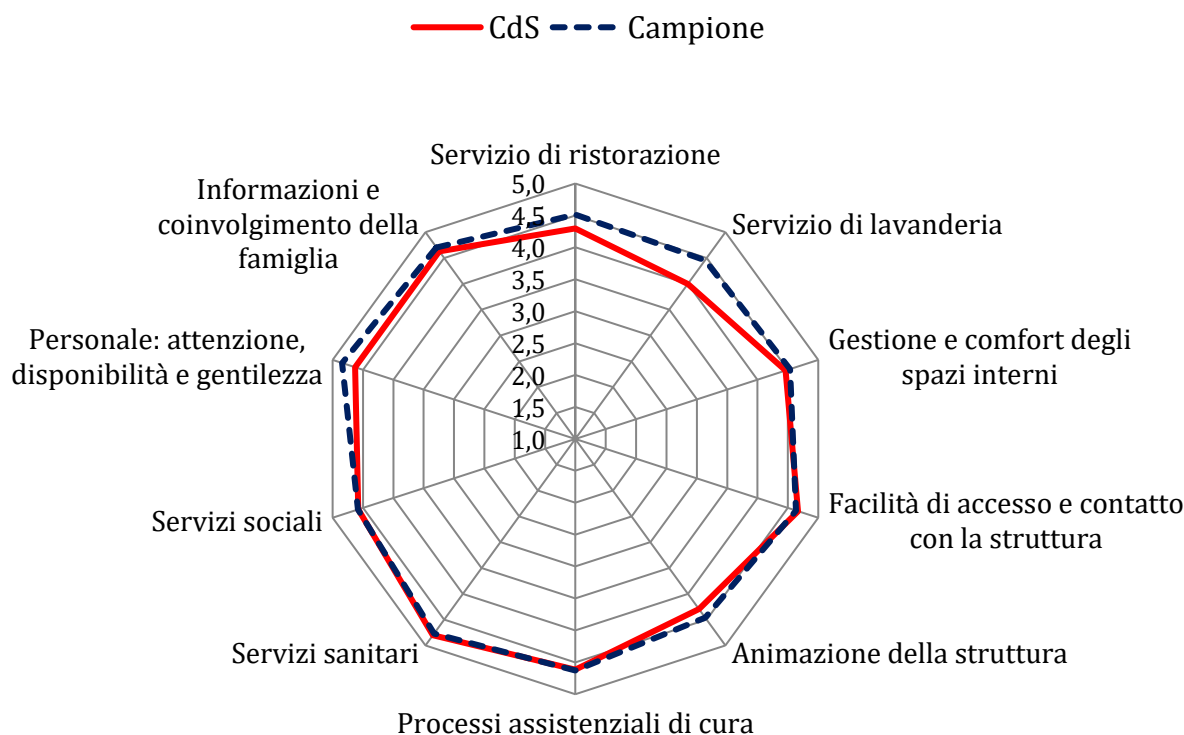 CdS Campione
Servizio di ristorazione
Informazioni e
coinvolgimento della
famiglia
Servizio di lavanderia
5,0
4,5
4,0
3,5
3,0
2,5
2,0
1,5
1,0
Personale: attenzione,
disponibilità e gentilezza
Gestione e comfort degli
spazi interni
Servizi sociali
Facilità di accesso e contatto
con la struttura
Servizi sanitari
Animazione della struttura
Processi assistenziali di cura